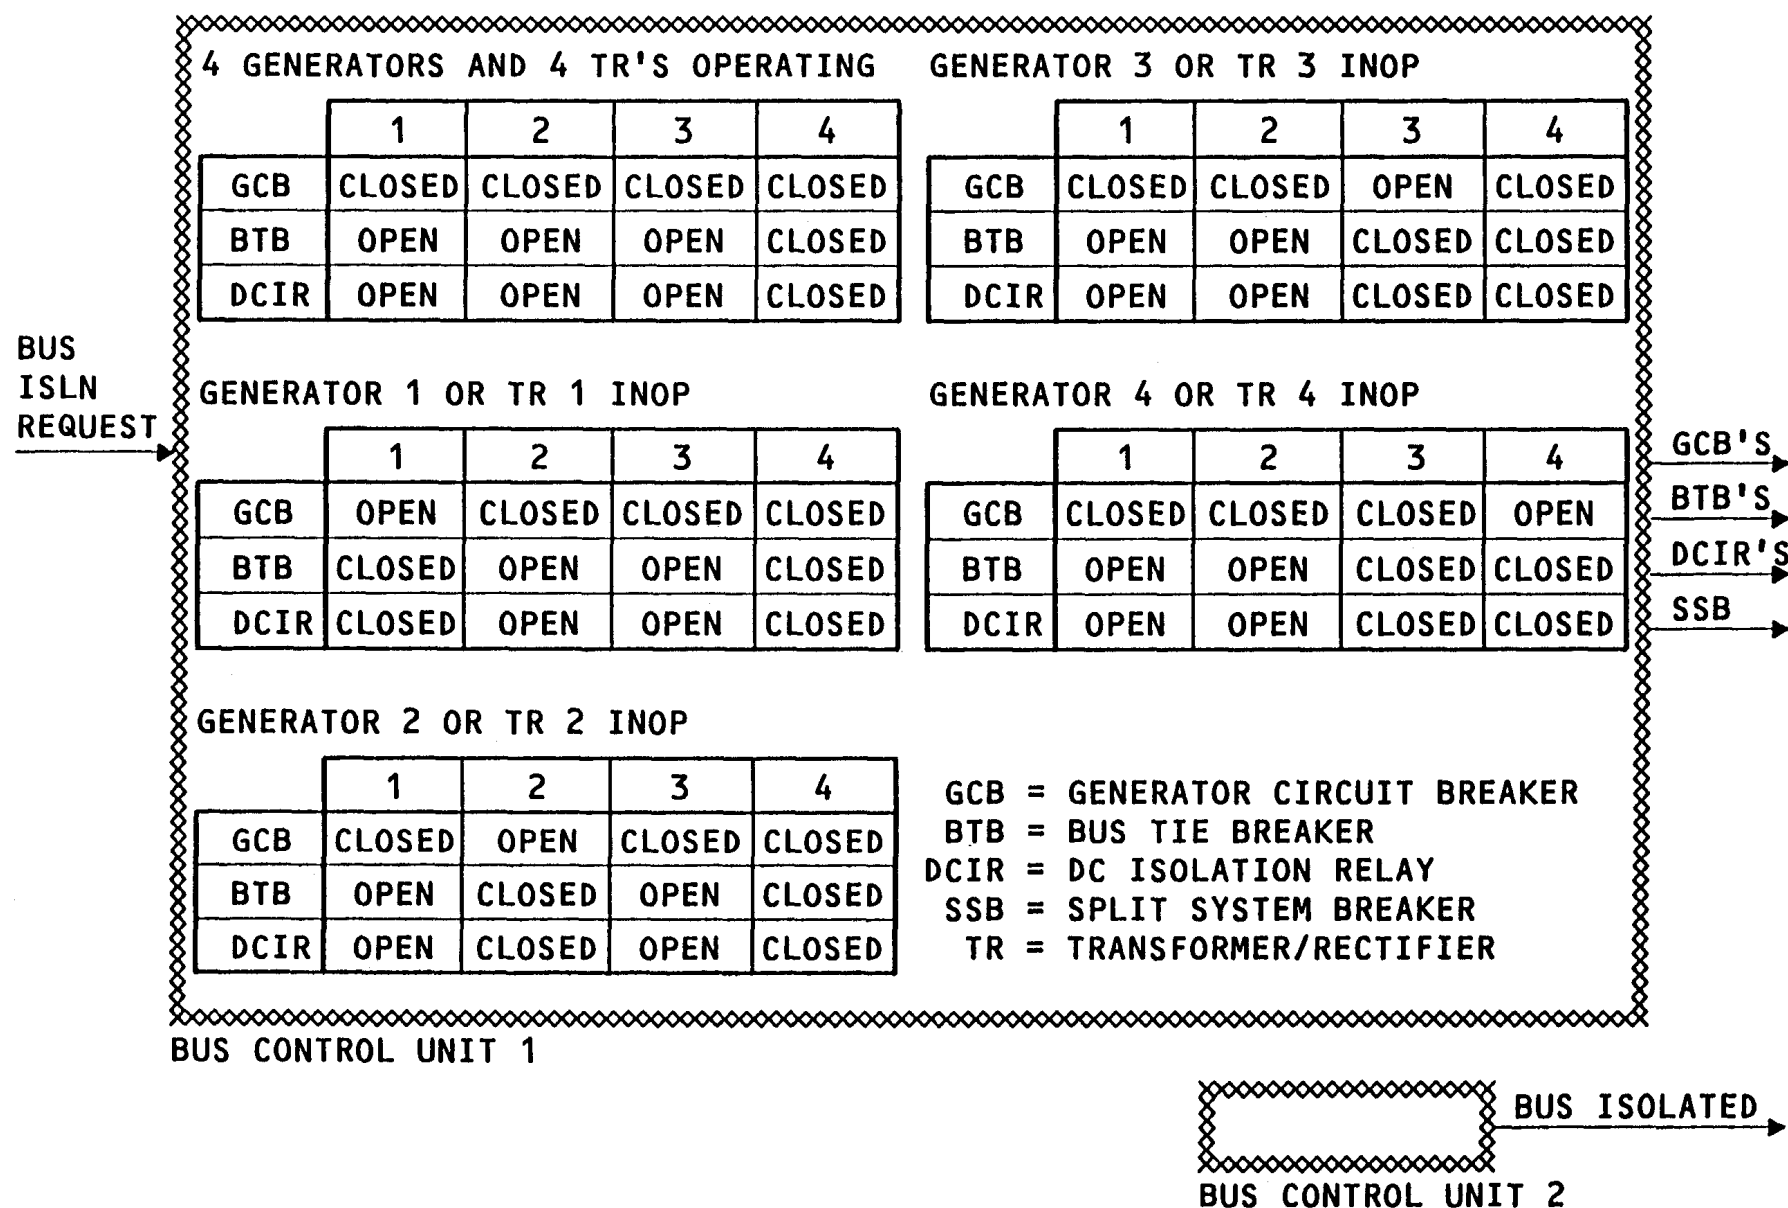 4 GENERATORS AND 4 TR'S OPERATING
1 2 3 4
GCB CLOSED CLOSED CLOSED CLOSED
BTB OPEN OPEN OPEN CLOSED
DCIR OPEN OPEN OPEN CLOSED
GENERATOR 3 OR TR 3 INOP
1 2 3 4
GCB CLOSED CLOSED OPEN CLOSED
BTB OPEN OPEN CLOSED CLOSED
DCIR OPEN OPEN CLOSED CLOSED
BUS
ISLN
REQUEST
GENERATOR 1 OR TR 1 INOP
1 2 3 4
GCB OPEN CLOSED CLOSED CLOSED
BTB CLOSED OPEN OPEN CLOSED
DCIR CLOSED OPEN OPEN CLOSED
GENERATOR 4 OR TR 4 INOP
1 2 3 4
GCB CLOSED CLOSED CLOSED OPEN
BTB OPEN OPEN CLOSED CLOSED
DCIR OPEN OPEN CLOSED CLOSED
GCB'S
BTB'S
DCIR'S
SSB
GENERATOR 2 OR TR 2 INOP
1 2 3 4
GCB CLOSED OPEN CLOSED CLOSED
BTB OPEN CLOSED OPEN CLOSED
DCIR OPEN CLOSED OPEN CLOSED
GCB = GENERATOR CIRCUIT BREAKER
BTB = BUS TIE BREAKER
DCIR = DC ISOLATION RELAY
SSB = SPLIT SYSTEM BREAKER
TR = TRANSFORMER/RECTIFIER
BUS CONTROL UNIT 1
BUS ISOLATED
BUS CONTROL UNIT 2